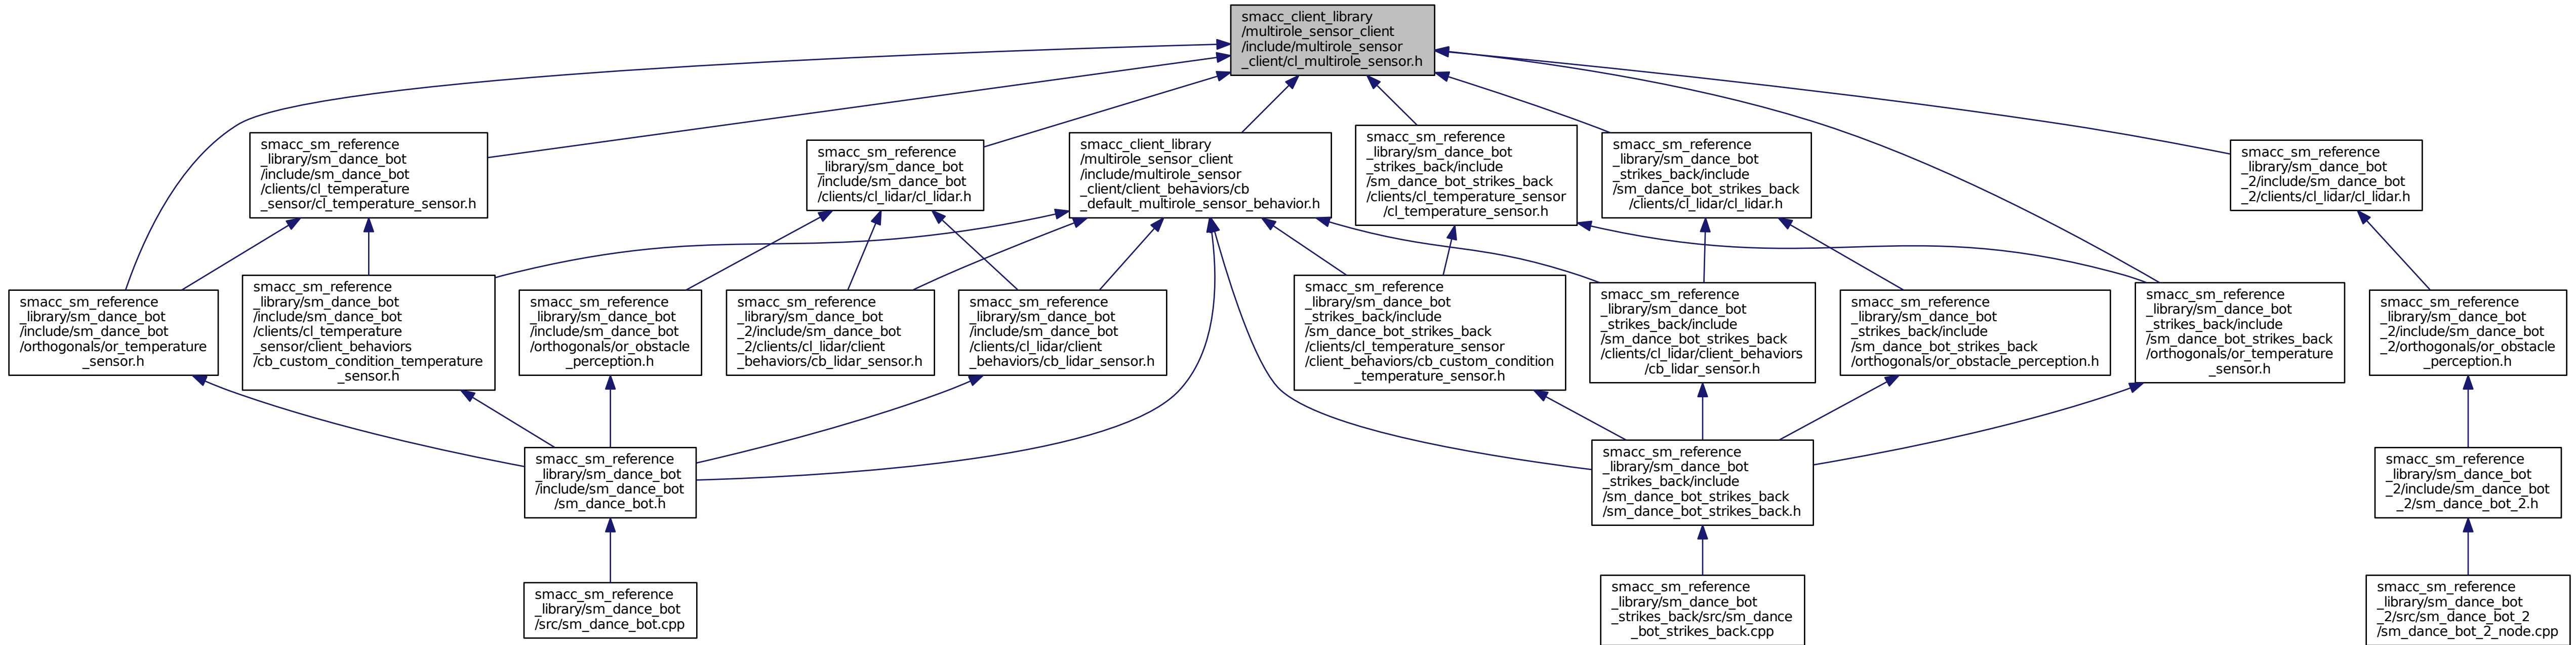 smacc_client_library
/multirole_sensor_client
/include/multirole_sensor
_client/cl_multirole_sensor.h
smacc_sm_reference
_library/sm_dance_bot
/include/sm_dance_bot
/clients/cl_temperature
_sensor/cl_temperature_sensor.h
smacc_sm_reference
_library/sm_dance_bot
/include/sm_dance_bot
/clients/cl_lidar/cl_lidar.h
smacc_client_library
/multirole_sensor_client
/include/multirole_sensor
_client/client_behaviors/cb
_default_multirole_sensor_behavior.h
smacc_sm_reference
_library/sm_dance_bot
_strikes_back/include
/sm_dance_bot_strikes_back
/clients/cl_temperature_sensor
/cl_temperature_sensor.h
smacc_sm_reference
_library/sm_dance_bot
_strikes_back/include
/sm_dance_bot_strikes_back
/clients/cl_lidar/cl_lidar.h
smacc_sm_reference
_library/sm_dance_bot
_2/include/sm_dance_bot
_2/clients/cl_lidar/cl_lidar.h
smacc_sm_reference
_library/sm_dance_bot
/include/sm_dance_bot
/orthogonals/or_temperature
_sensor.h
smacc_sm_reference
_library/sm_dance_bot
/include/sm_dance_bot
/clients/cl_temperature
_sensor/client_behaviors
/cb_custom_condition_temperature
_sensor.h
smacc_sm_reference
_library/sm_dance_bot
/include/sm_dance_bot
/orthogonals/or_obstacle
_perception.h
smacc_sm_reference
_library/sm_dance_bot
_2/include/sm_dance_bot
_2/clients/cl_lidar/client
_behaviors/cb_lidar_sensor.h
smacc_sm_reference
_library/sm_dance_bot
/include/sm_dance_bot
/clients/cl_lidar/client
_behaviors/cb_lidar_sensor.h
smacc_sm_reference
_library/sm_dance_bot
_strikes_back/include
/sm_dance_bot_strikes_back
/clients/cl_temperature_sensor
/client_behaviors/cb_custom_condition
_temperature_sensor.h
smacc_sm_reference
_library/sm_dance_bot
_strikes_back/include
/sm_dance_bot_strikes_back
/clients/cl_lidar/client_behaviors
/cb_lidar_sensor.h
smacc_sm_reference
_library/sm_dance_bot
_strikes_back/include
/sm_dance_bot_strikes_back
/orthogonals/or_obstacle_perception.h
smacc_sm_reference
_library/sm_dance_bot
_strikes_back/include
/sm_dance_bot_strikes_back
/orthogonals/or_temperature
_sensor.h
smacc_sm_reference
_library/sm_dance_bot
_2/include/sm_dance_bot
_2/orthogonals/or_obstacle
_perception.h
smacc_sm_reference
_library/sm_dance_bot
/include/sm_dance_bot
/sm_dance_bot.h
smacc_sm_reference
_library/sm_dance_bot
_strikes_back/include
/sm_dance_bot_strikes_back
/sm_dance_bot_strikes_back.h
smacc_sm_reference
_library/sm_dance_bot
_2/include/sm_dance_bot
_2/sm_dance_bot_2.h
smacc_sm_reference
_library/sm_dance_bot
/src/sm_dance_bot.cpp
smacc_sm_reference
_library/sm_dance_bot
_strikes_back/src/sm_dance
_bot_strikes_back.cpp
smacc_sm_reference
_library/sm_dance_bot
_2/src/sm_dance_bot_2
/sm_dance_bot_2_node.cpp